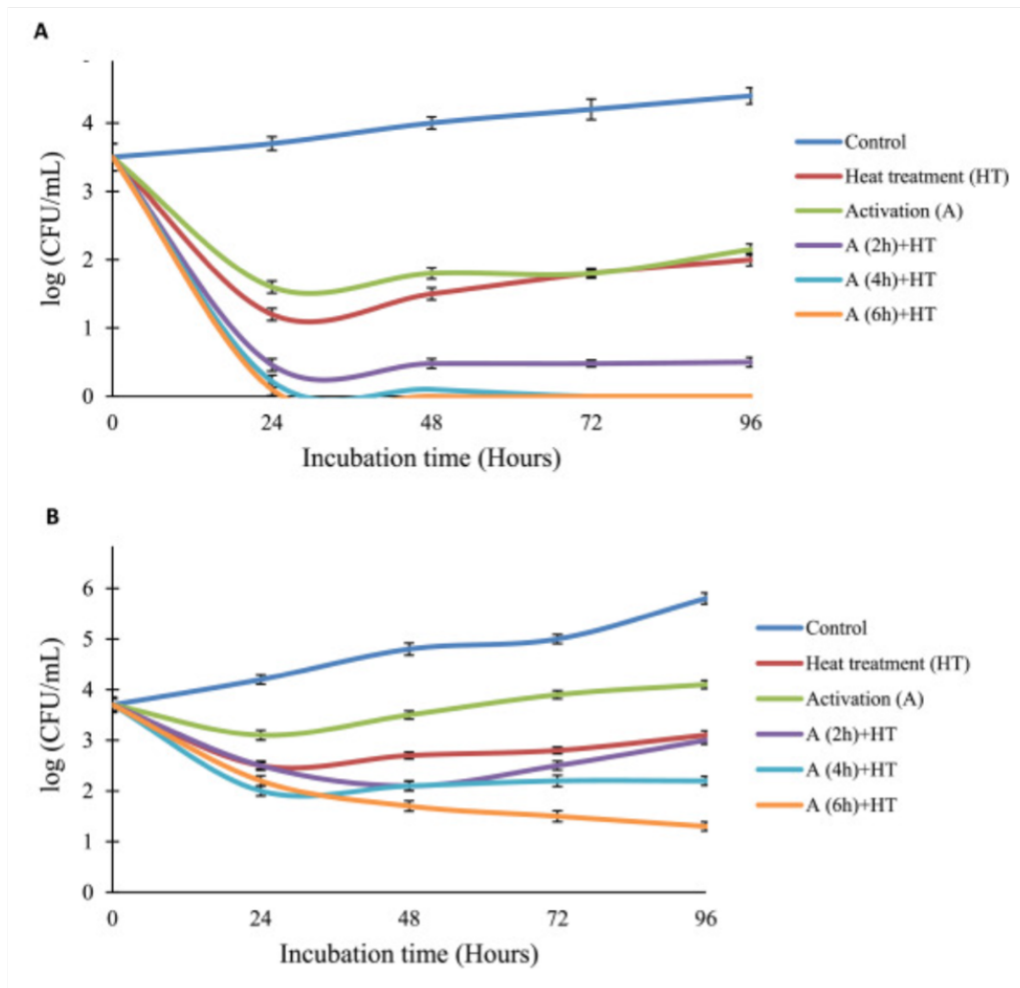 A
4
3
2
1
0
log (CFU/mL)
0 24 48 72 96
Incubation time (Hours)
Control
Heat treatment (HT)
Activation (A)
A (2h)+HT
A (4h)+HT
A (6h)+HT
B
6
5
4
3
2
1
0
log (CFU/mL)
0 24 48 72 96
Incubation time (Hours)
Control
Heat treatment (HT)
Activation (A)
A (2h)+HT
A (4h)+HT
A (6h)+HT